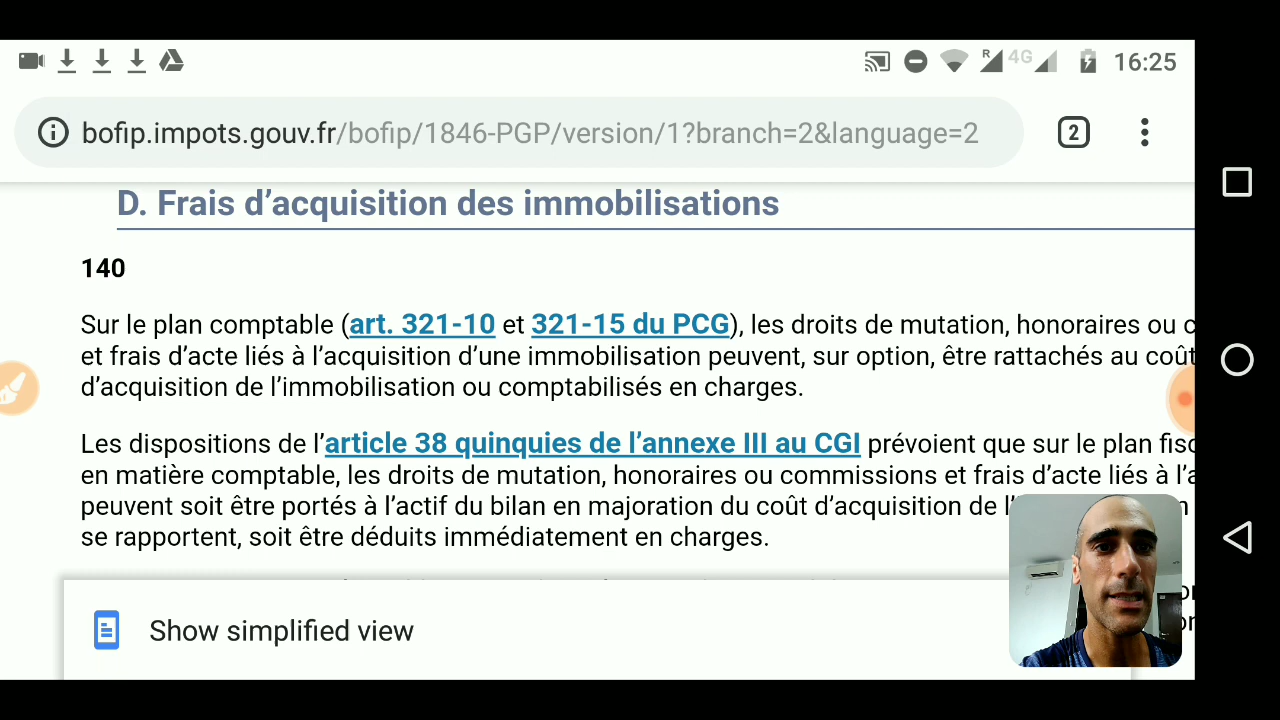 R 4G 16:25
bofip.impots.gouv.fr/bofip/1846-PGP/version/1?branch=2&language=2
2
D. Frais d’acquisition des immobilisations
140
Sur le plan comptable (art. 321-10 et 321-15 du PCG), les droits de mutation, honoraires ou
et frais d’acte liés à l’acquisition d’une immobilisation peuvent, sur option, être rattachés au coût
d’acquisition de l’immobilisation ou comptabilisés en charges.
Les dispositions de l’article 38 quinquies de l’annexe III au CGI prévoient que sur le plan
en matière comptable, les droits de mutation, honoraires ou commissions et frais d’acte liés à
peuvent soit être portés à l’actif du bilan en majoration du coût d’acquisition de
se rapportent, soit être déduits immédiatement en charges.
Show simplified view